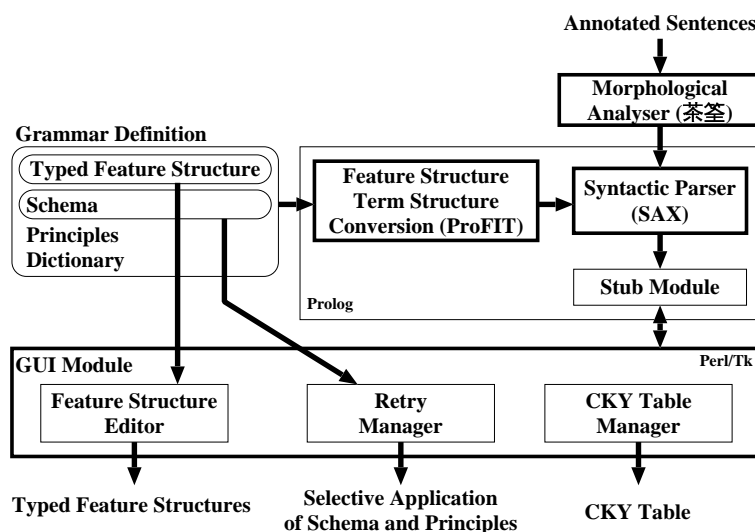 Annotated Sentences
Morphological
Analyser (茶筌)
Grammar Definition
Typed Feature Structure
Schema
Principles
Dictionary
Feature Structure
Term Structure
Conversion (ProFIT)
Syntactic Parser
(SAX)
Stub Module
Prolog
GUI Module
Perl/Tk
Feature Structure
Editor
Retry
Manager
CKY Table
Manager
Typed Feature Structures
Selective Application
of Schema and Principles
CKY Table